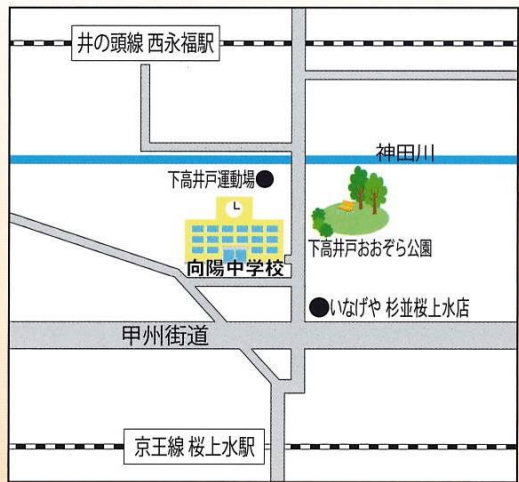 井の頭線 西永福駅
神田川
下高井戸運動場
下高井戸おおぞら公園
向陽中学校
いなげや 杉並桜上水店
甲州街道
京王線 桜上水駅